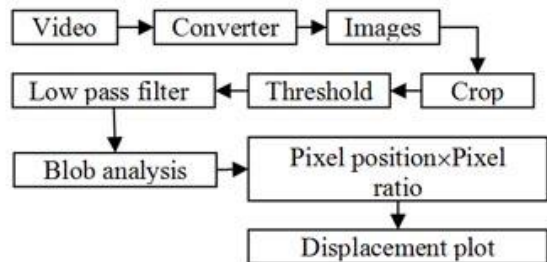 Video
Converter
Images
Crop
Threshold
Low pass filter
Blob analysis
Pixel position×Pixel
ratio
Displacement plot